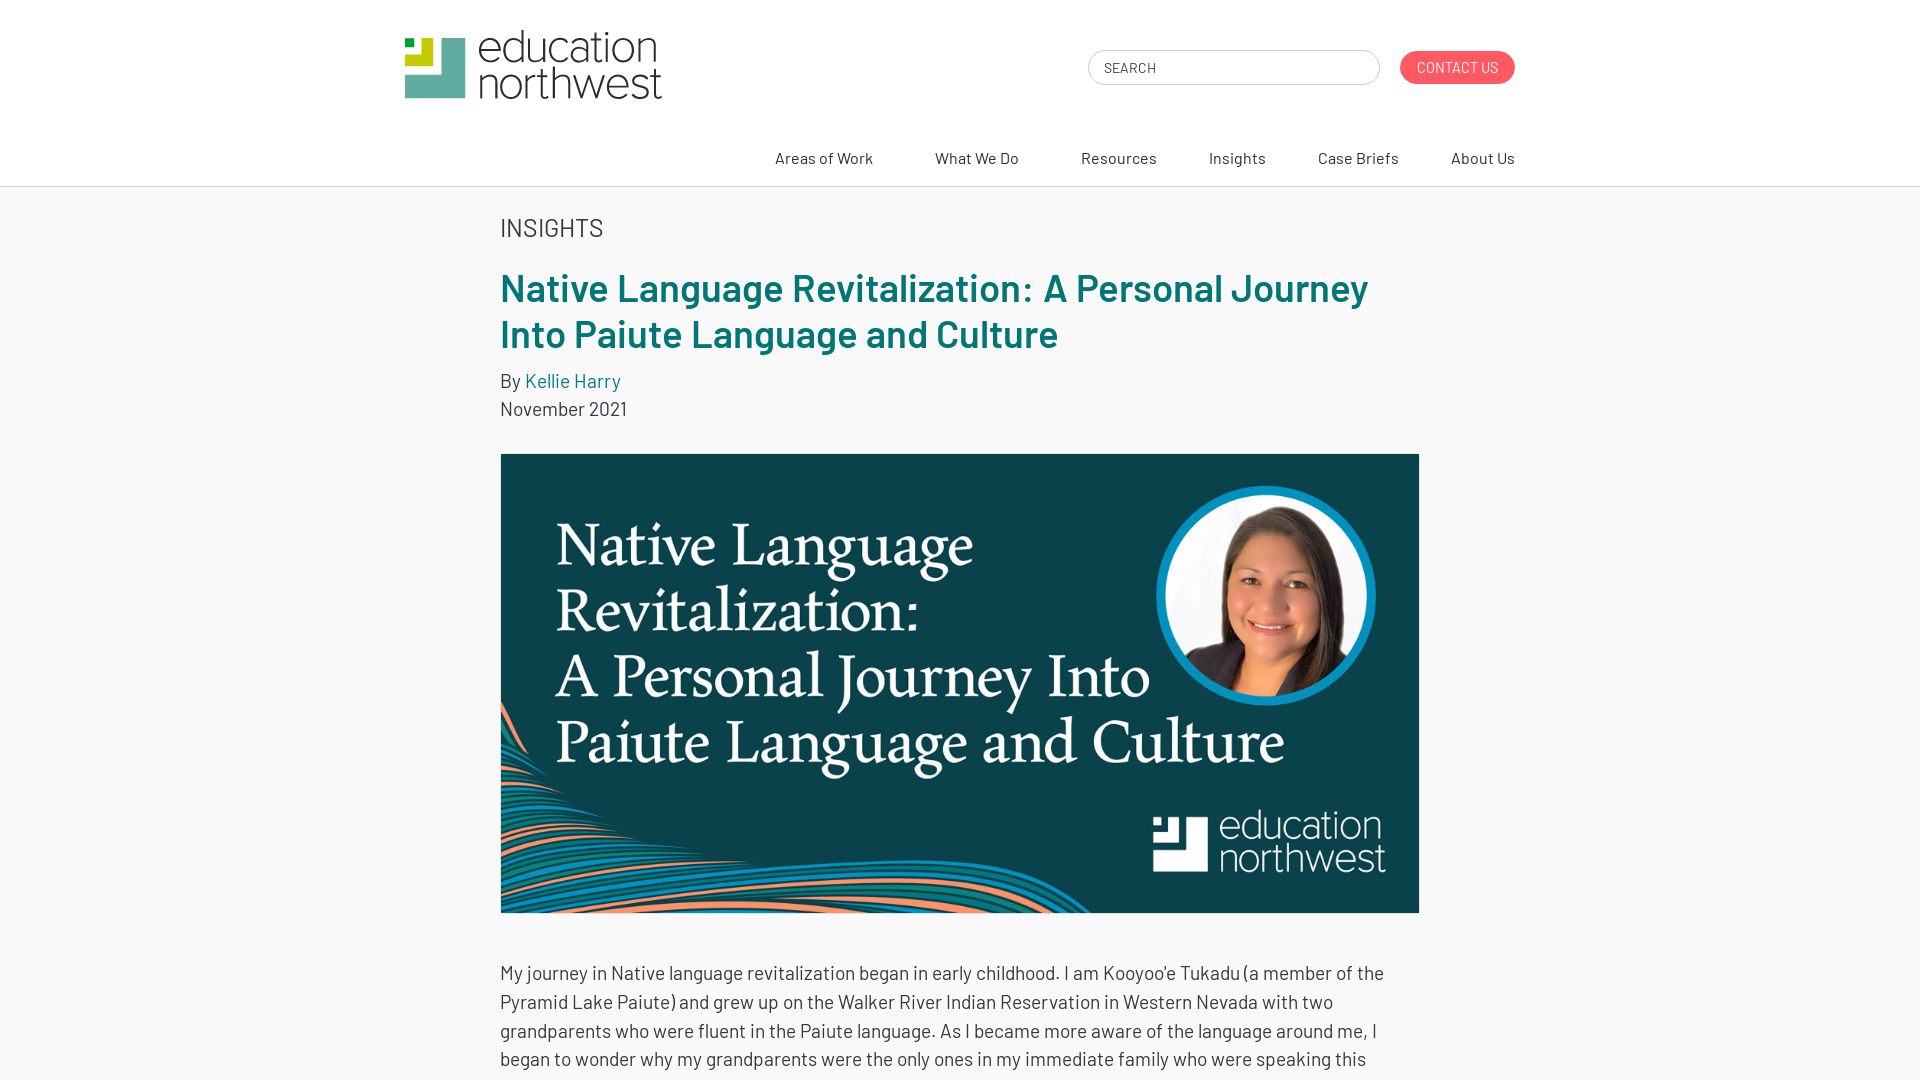 education
northwest
SEARCH
CONTACT US
Areas of Work
What We Do
Resources
Insights
Case Briefs
About Us
INSIGHTS
Native Language Revitalization: A Personal Journey
Into Paiute Language and Culture
By Kellie Harry
November 2021
Native Language
Revitalization:
A Personal Journey Into
Paiute Language and Culture
education
northwest
My journey in Native language revitalization began in early childhood. I am Kooyoo'e Tukadu (a member of the
Pyramid Lake Paiute) and grew up on the Walker River Indian Reservation in Western Nevada with two
grandparents who were fluent in the Paiute language. As I became more aware of the language around me, I
began to wonder why my grandparents were the only ones in my immediate family who were speaking this